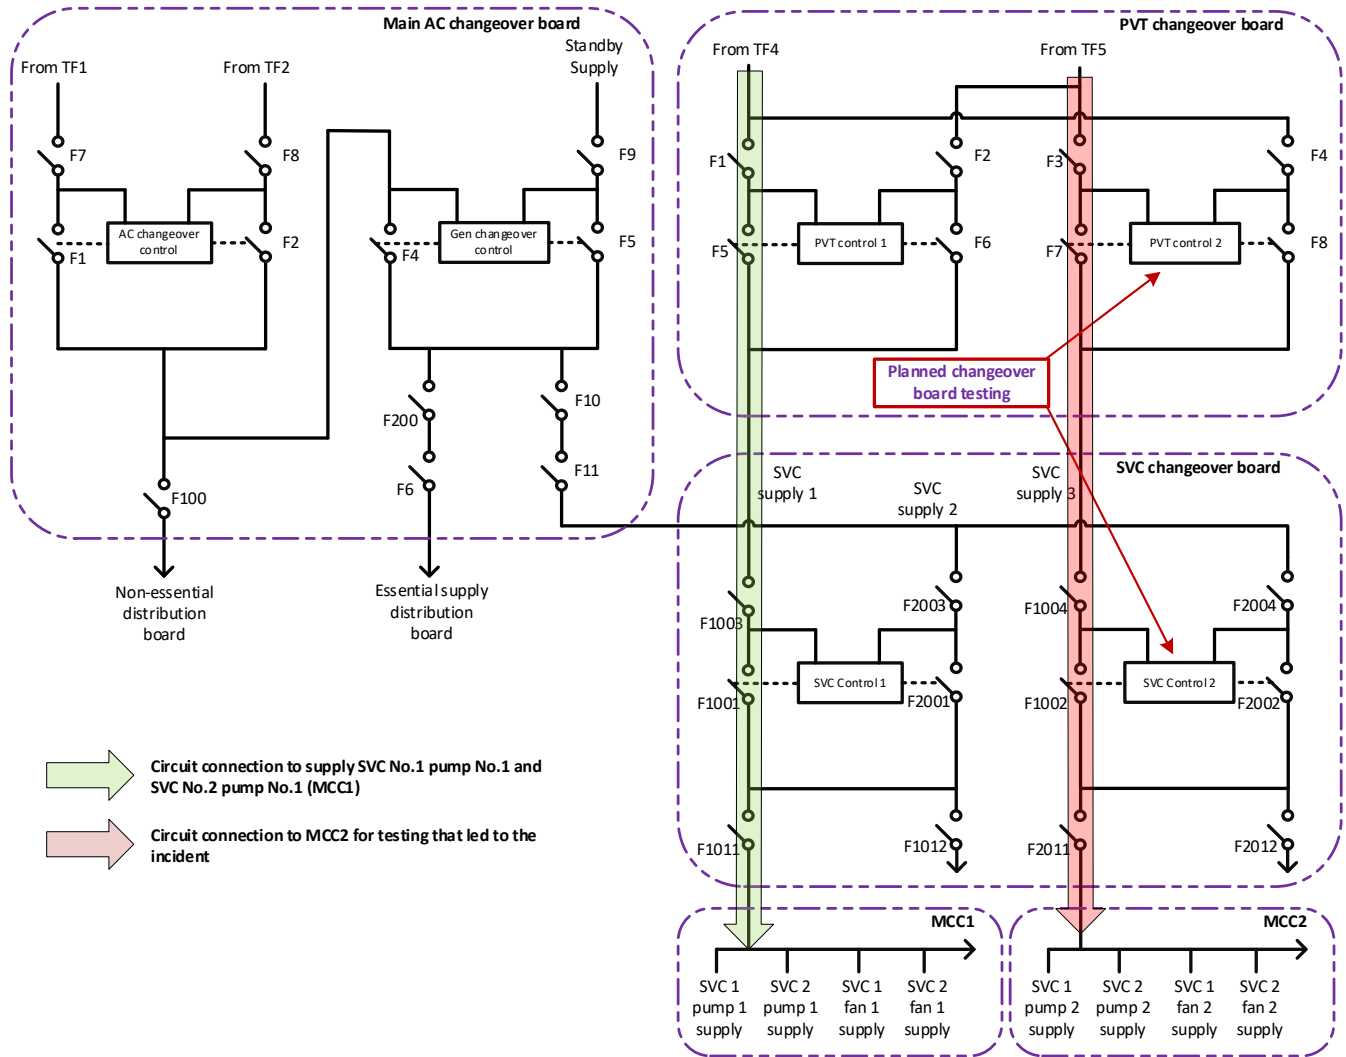 Main AC changeover board
From TF1
From TF2
Standby
Supply
F7
F8
F9
AC changeover
control
Gen changeover
control
F1
F2
F4
F5
F200
F10
F6
F11
F100
Non-essential
distribution
board
Essential supply
distribution
board
PVT changeover board
From TF4
From TF5
F1
F2
F3
F4
PVT control 1
PVT control 2
F5
F6
F7
F8
Planned changeover
board testing
SVC changeover board
SVC
supply 1
SVC
supply 2
SVC
supply 3
F1003
F2003
F1004
F2004
SVC Control 1
SVC Control 2
F1001
F2001
F1002
F2002
F1011
F1012
F2011
F2012
Circuit connection to supply SVC No.1 pump No.1 and
SVC No.2 pump No.1 (MCC1)
Circuit connection to MCC2 for testing that led to the
incident
MCC1
SVC 1
pump 1
supply
SVC 2
pump 1
supply
SVC 1
fan 1
supply
SVC 2
fan 1
supply
MCC2
SVC 1
pump 2
supply
SVC 2
pump 2
supply
SVC 1
fan 2
supply
SVC 2
fan 2
supply